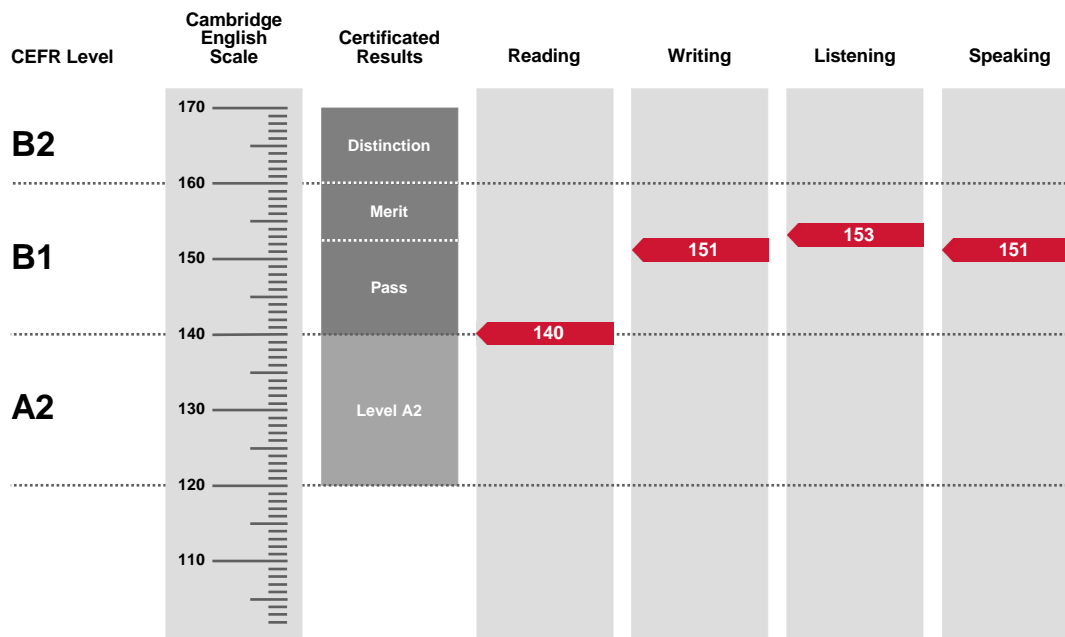 CEFR Level
Cambridge
English
Scale
Certificated
Results
Reading
Writing
Listening
Speaking
170
B2
Distinction
160
Merit
B1
150
151
153
151
Pass
140
140
A2
130
Level A2
120
110